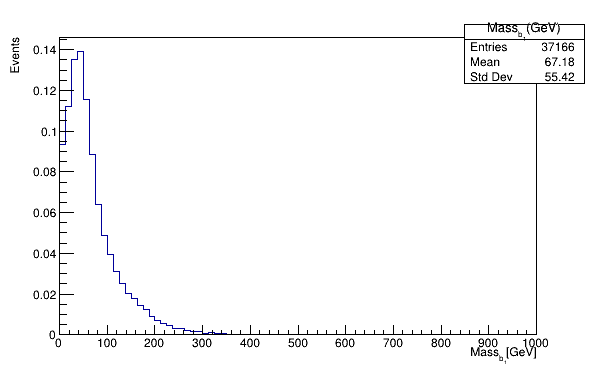 Mass_b₁(GeV)
Entries 37166
Mean 67.18
Std Dev 55.42
Events
0.14
0.12
0.1
0.08
0.06
0.04
0.02
0
0 100 200 300 400 500 600 700 800 900 1000
Mass_b₁[GeV]